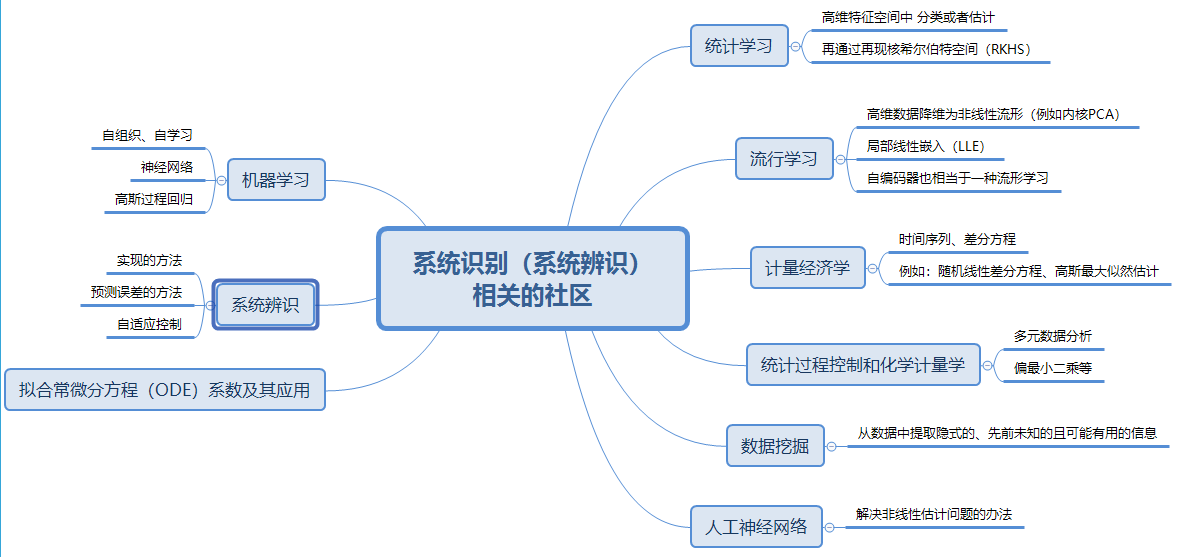 系统识别（系统辨识）
相关的社区
统计学习
高维特征空间中 分类或者估计
再通过再现核希尔伯特空间（RKHS）
流行学习
高维数据降维为非线性流形（例如内核PCA）
局部线性嵌入（LLE）
自编码器也相当于一种流形学习
计量经济学
时间序列、差分方程
例如：随机线性差分方程、高斯最大似然估计
统计过程控制和化学计量学
多元数据分析
偏最小二乘等
数据挖掘
从数据中提取隐式的、先前未知的且可能有用的信息
人工神经网络
解决非线性估计问题的办法
机器学习
自组织、自学习
神经网络
高斯过程回归
系统辨识
实现的方法
预测误差的方法
自适应控制
拟合常微分方程（ODE）系数及其应用